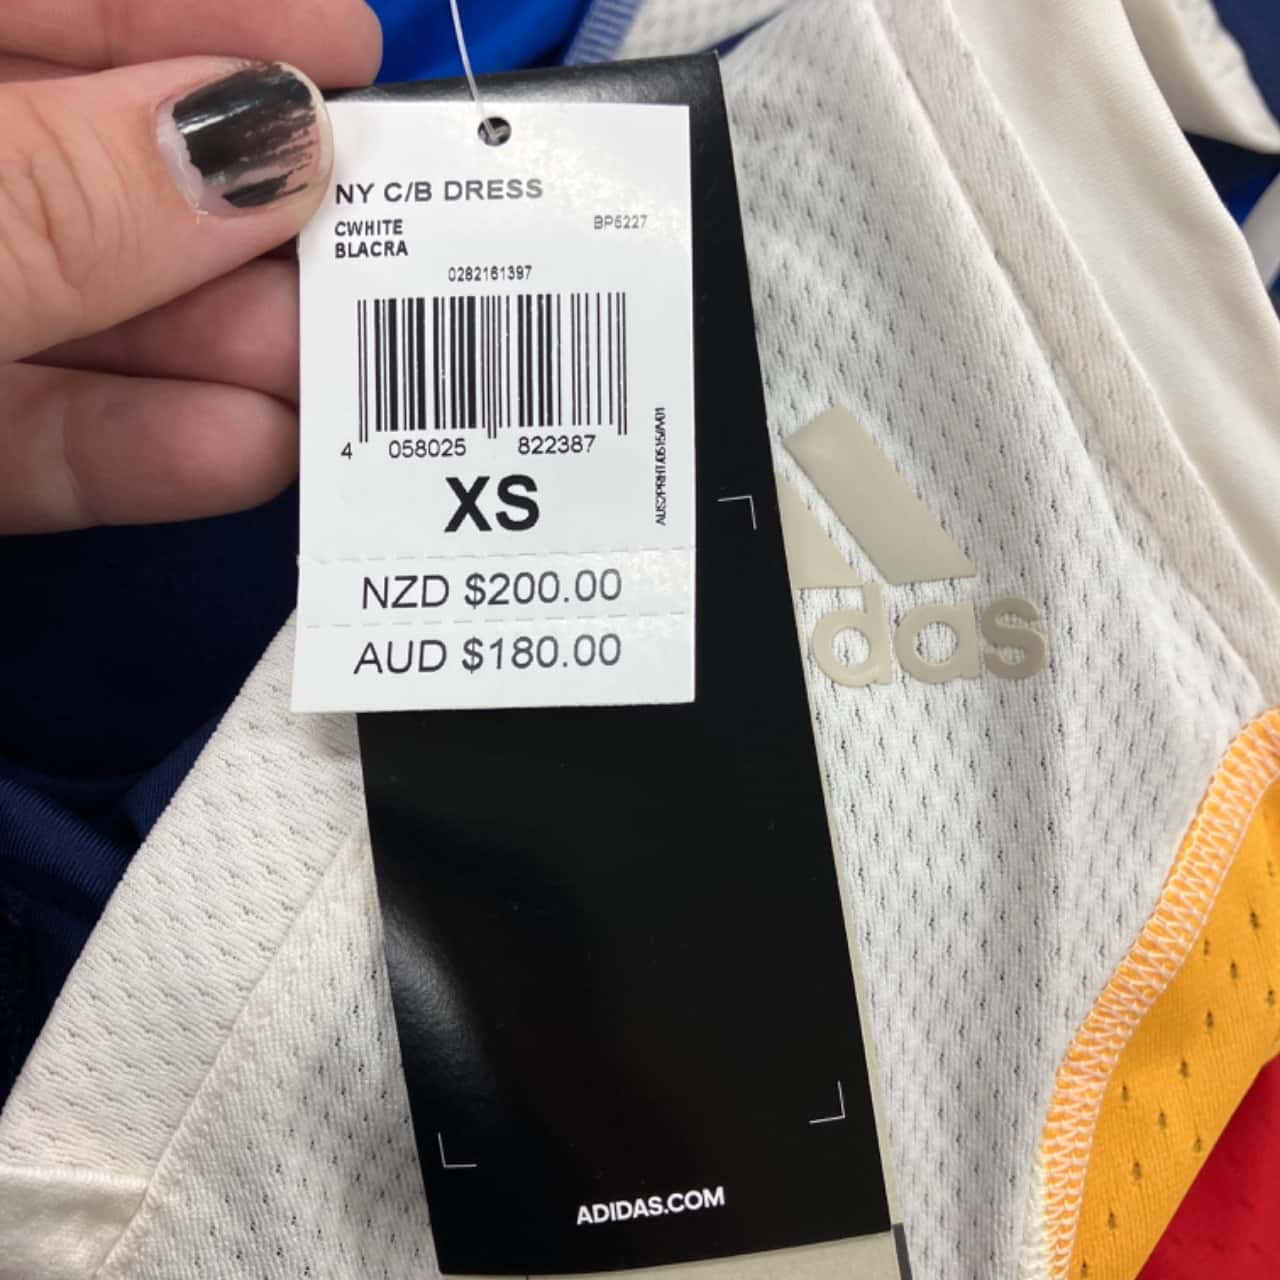 NY C/B DRESS
CWHITE
BP5227
BLACRA
0282161397
4 058025 822387
XS
NZD $200.00
AUD $180.00
das
ADIDAS.COM